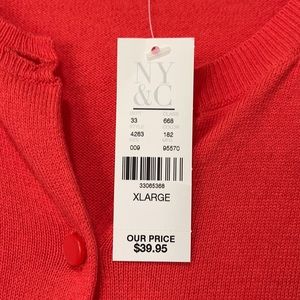 NY
&C
33 668
4263 182
009 95570
33065368
XLARGE
OUR PRICE
$39.95